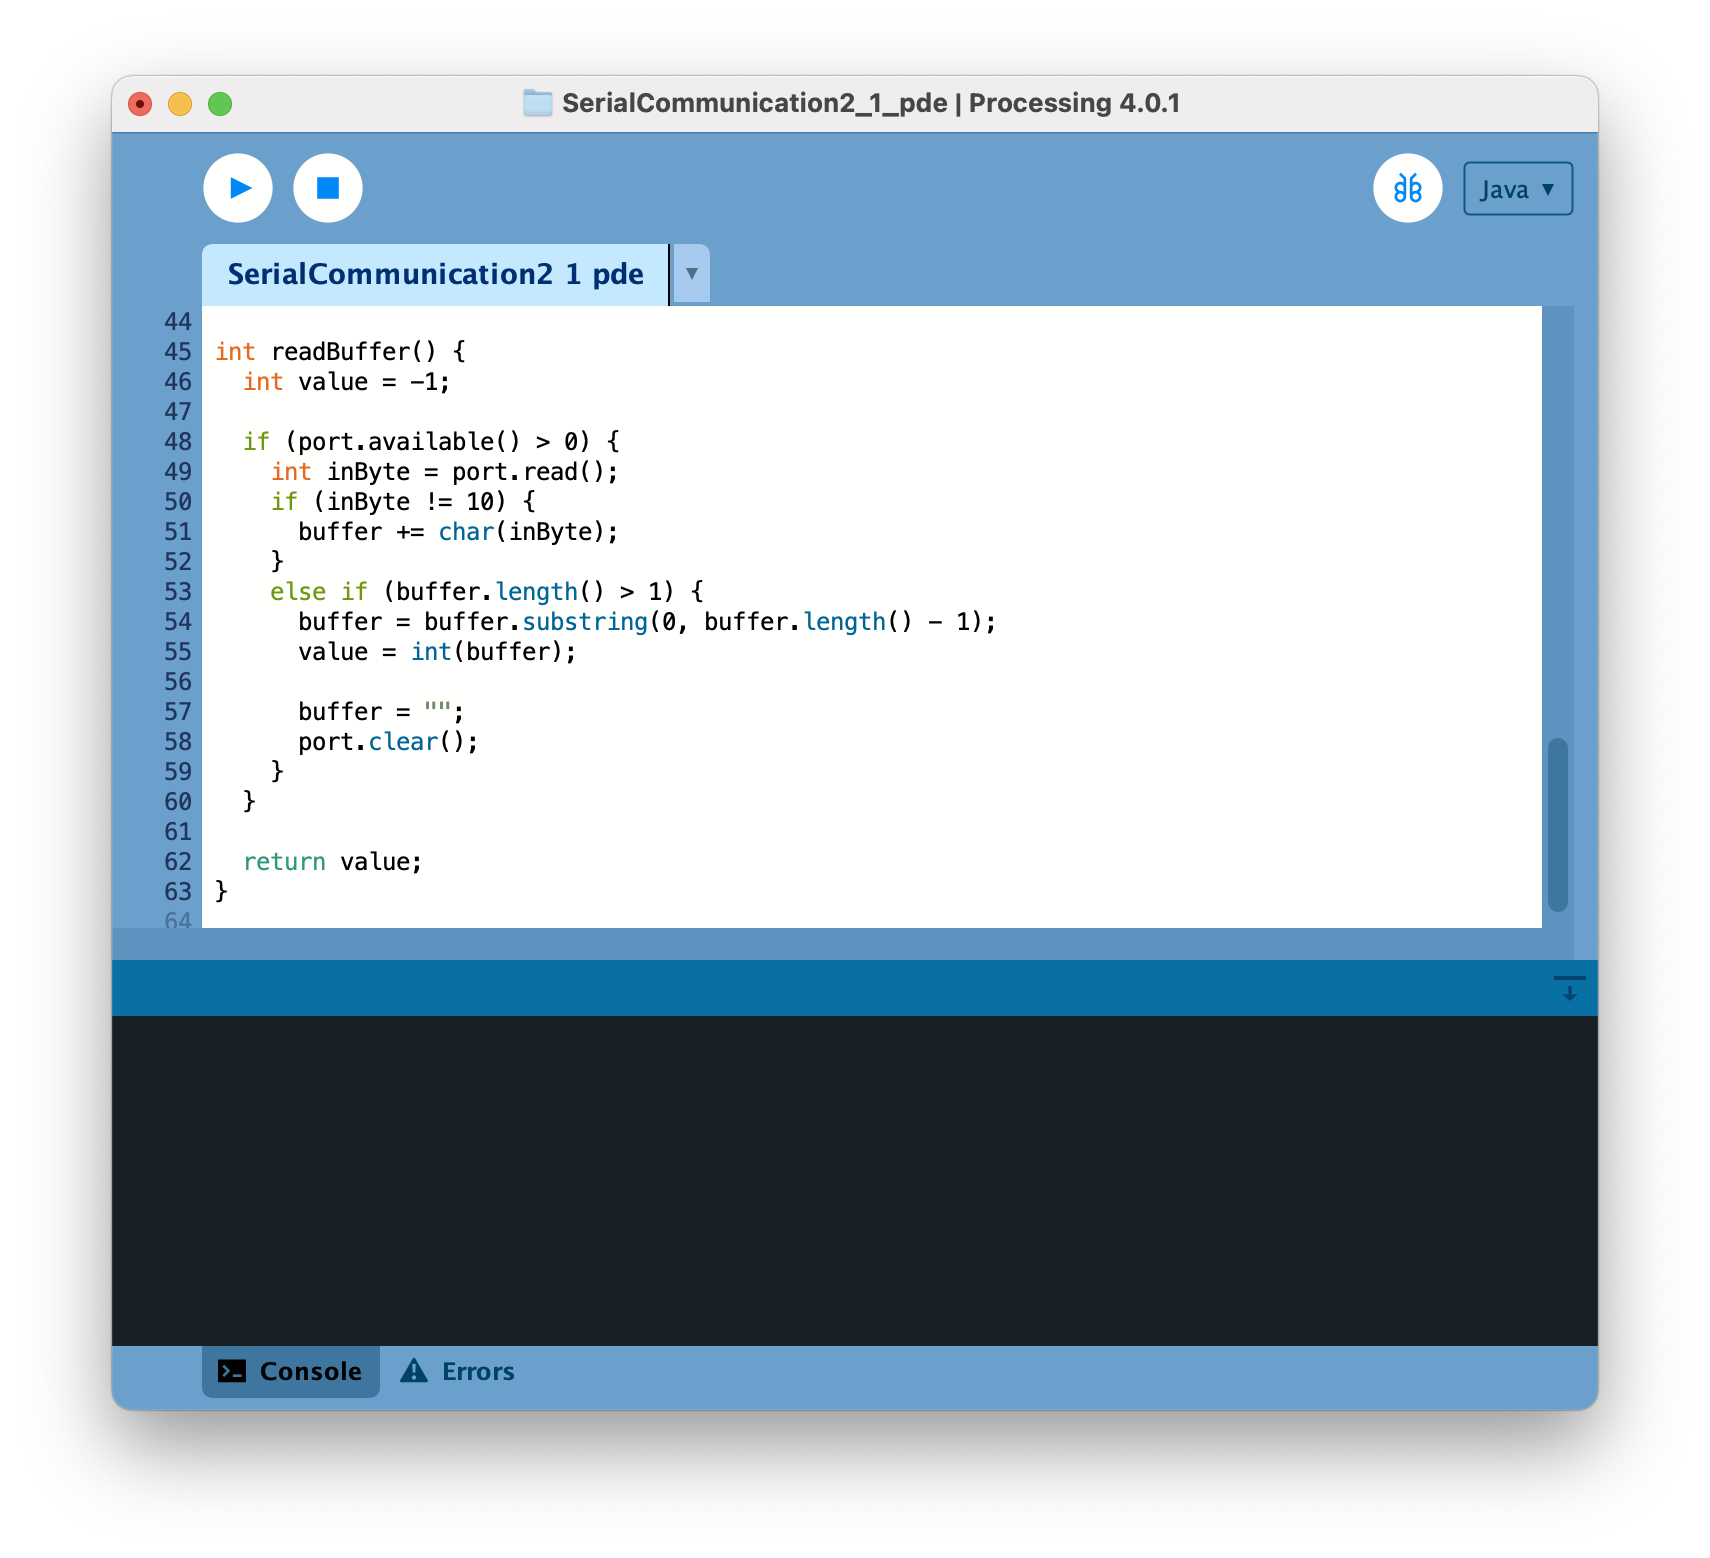 SerialCommunication2_1_pde | Processing 4.0.1
Java ▼
SerialCommunication2 1 pde ▼
44
45 int readBuffer() {
46   int value = -1;
47
48   if (port.available() > 0) {
49     int inByte = port.read();
50     if (inByte != 10) {
51       buffer += char(inByte);
52     }
53     else if (buffer.length() > 1) {
54       buffer = buffer.substring(0, buffer.length() - 1);
55       value = int(buffer);
56
57       buffer = "";
58       port.clear();
59     }
60   }
61
62   return value;
63 }
64
Console Errors